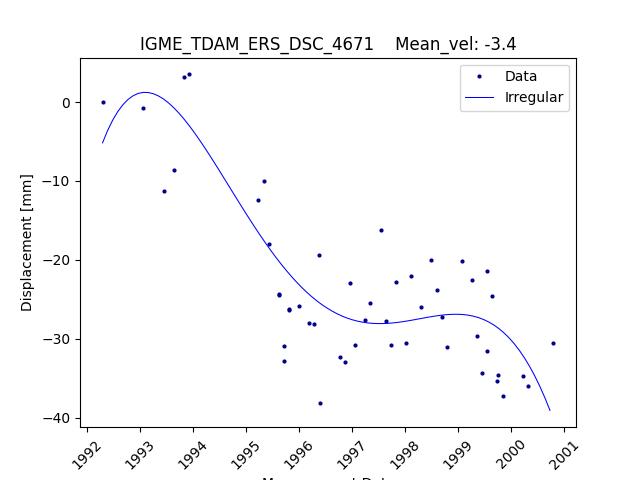 IGME_TDAM_ERS_DSC_4671 Mean_vel: -3.4
Data
Irregular
Displacement [mm]
0
−10
−20
−30
−40
1992 1993 1994 1995 1996 1997 1998 1999 2000 2001